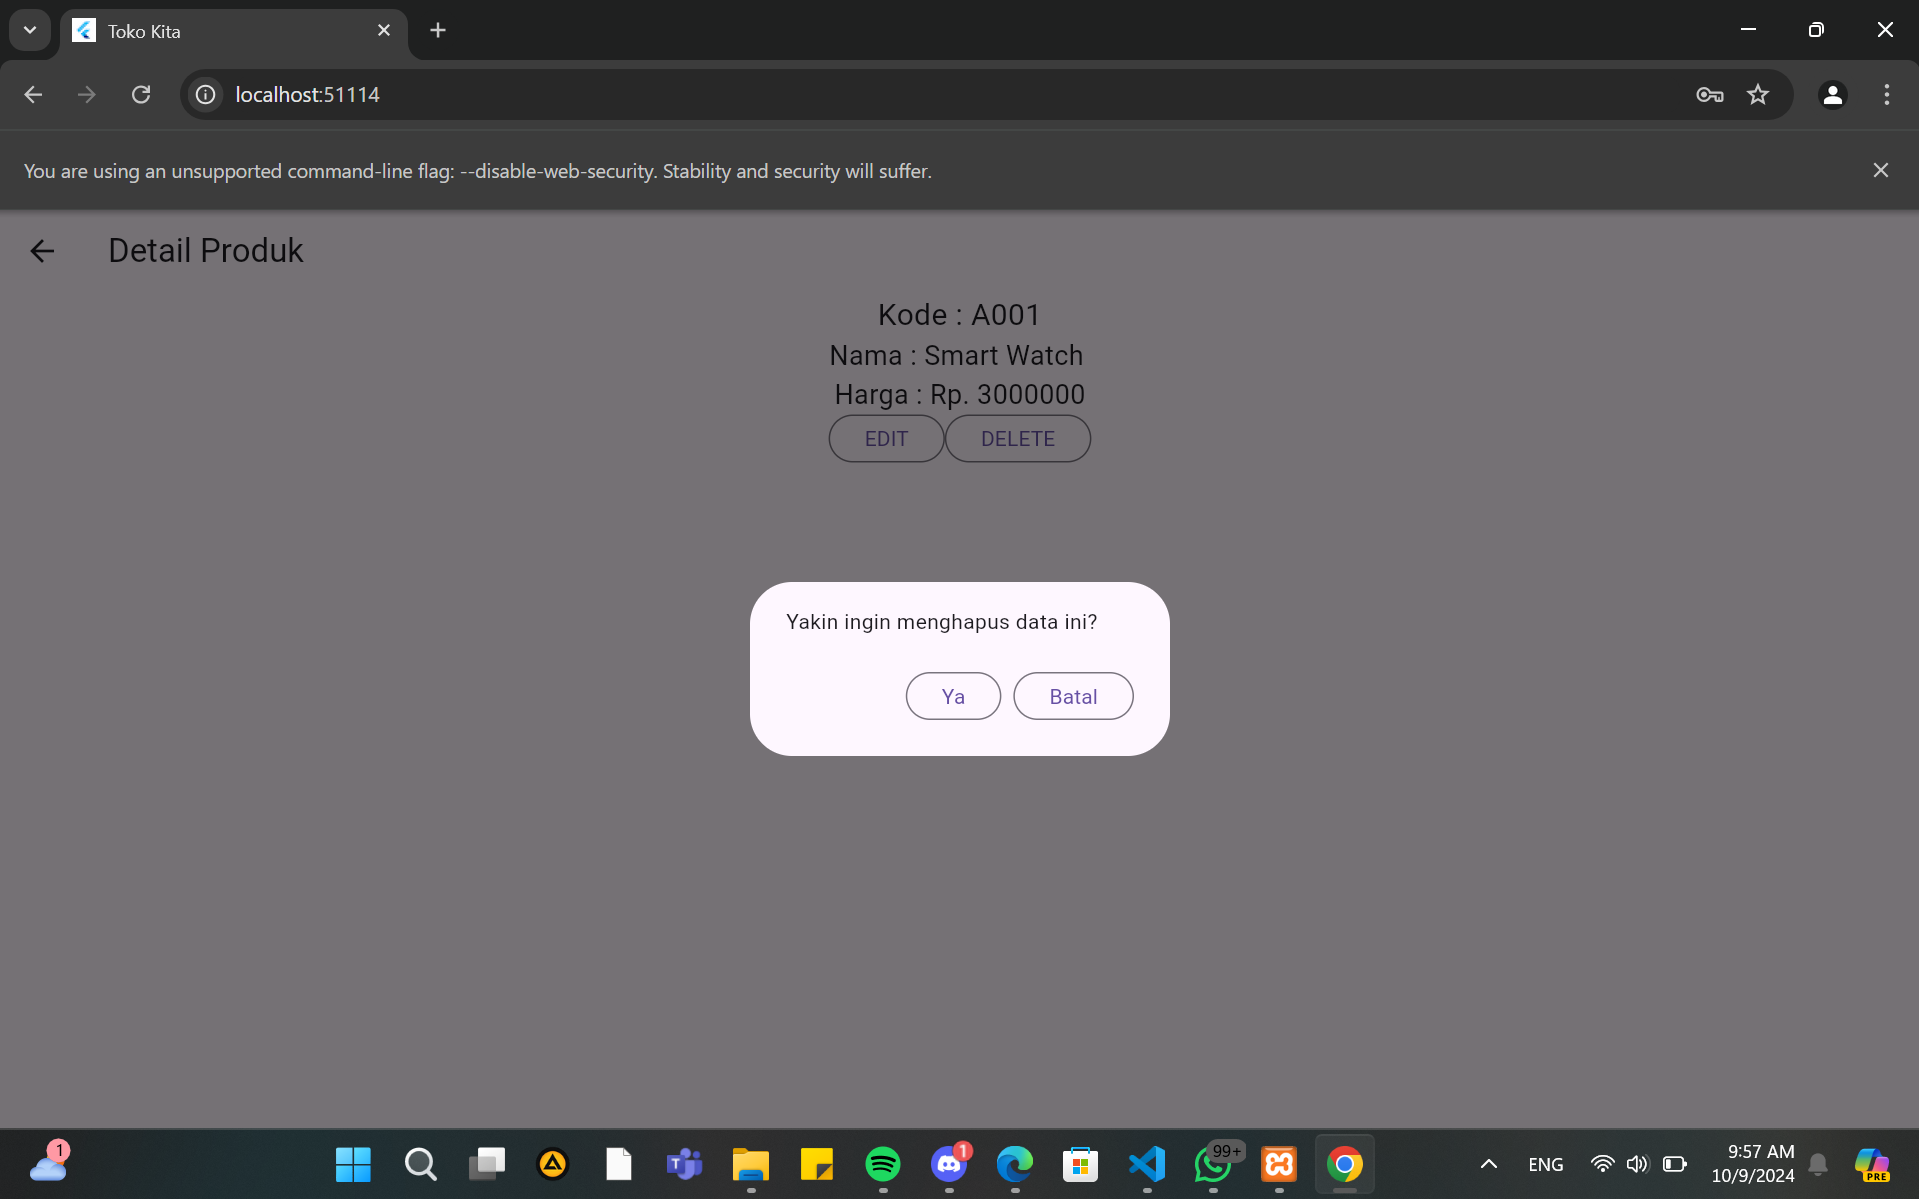 Toko Kita
localhost:51114
You are using an unsupported command-line flag: --disable-web-security. Stability and security will suffer.
Detail Produk
Kode : A001
Nama : Smart Watch
Harga : Rp. 3000000
EDIT DELETE
Yakin ingin menghapus data ini?
Ya Batal
1
1
99+
ENG
9:57 AM
10/9/2024
PRE